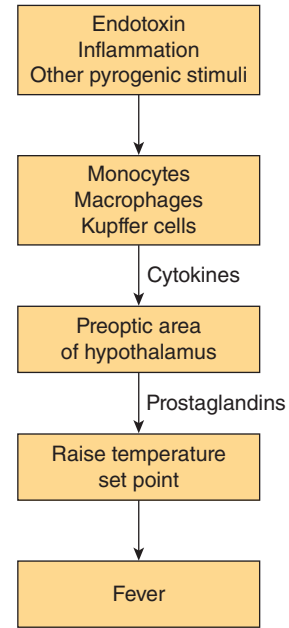 Endotoxin
Inflammation
Other pyrogenic stimuli
Monocytes
Macrophages
Kupffer cells
Cytokines
Preoptic area
of hypothalamus
Prostaglandins
Raise temperature
set point
Fever